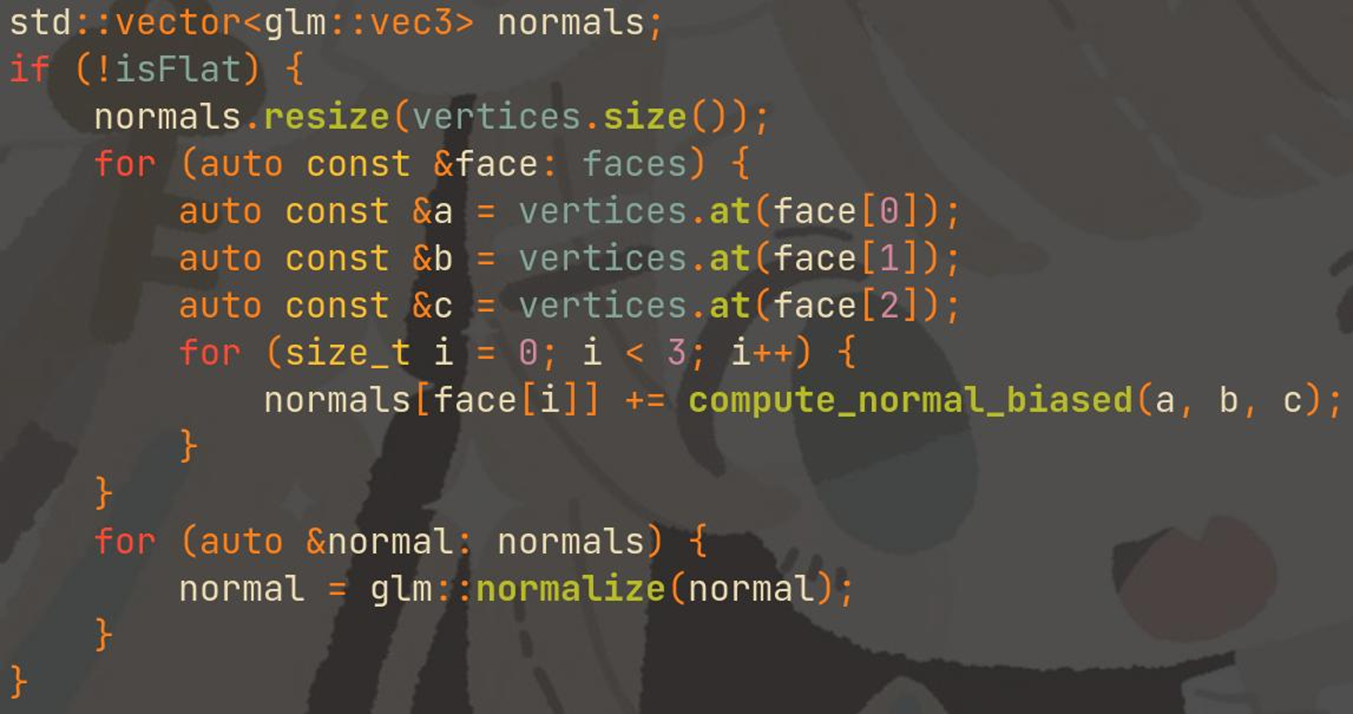 std::vector<glm::vec3> normals;
if (!isFlat) {
    normals.resize(vertices.size());
    for (auto const &face: faces) {
        auto const &a = vertices.at(face[0]);
        auto const &b = vertices.at(face[1]);
        auto const &c = vertices.at(face[2]);
        for (size_t i = 0; i < 3; i++) {
            normals[face[i]] += compute_normal_biased(a, b, c);
        }
    }
    for (auto &normal: normals) {
        normal = glm::normalize(normal);
    }
}